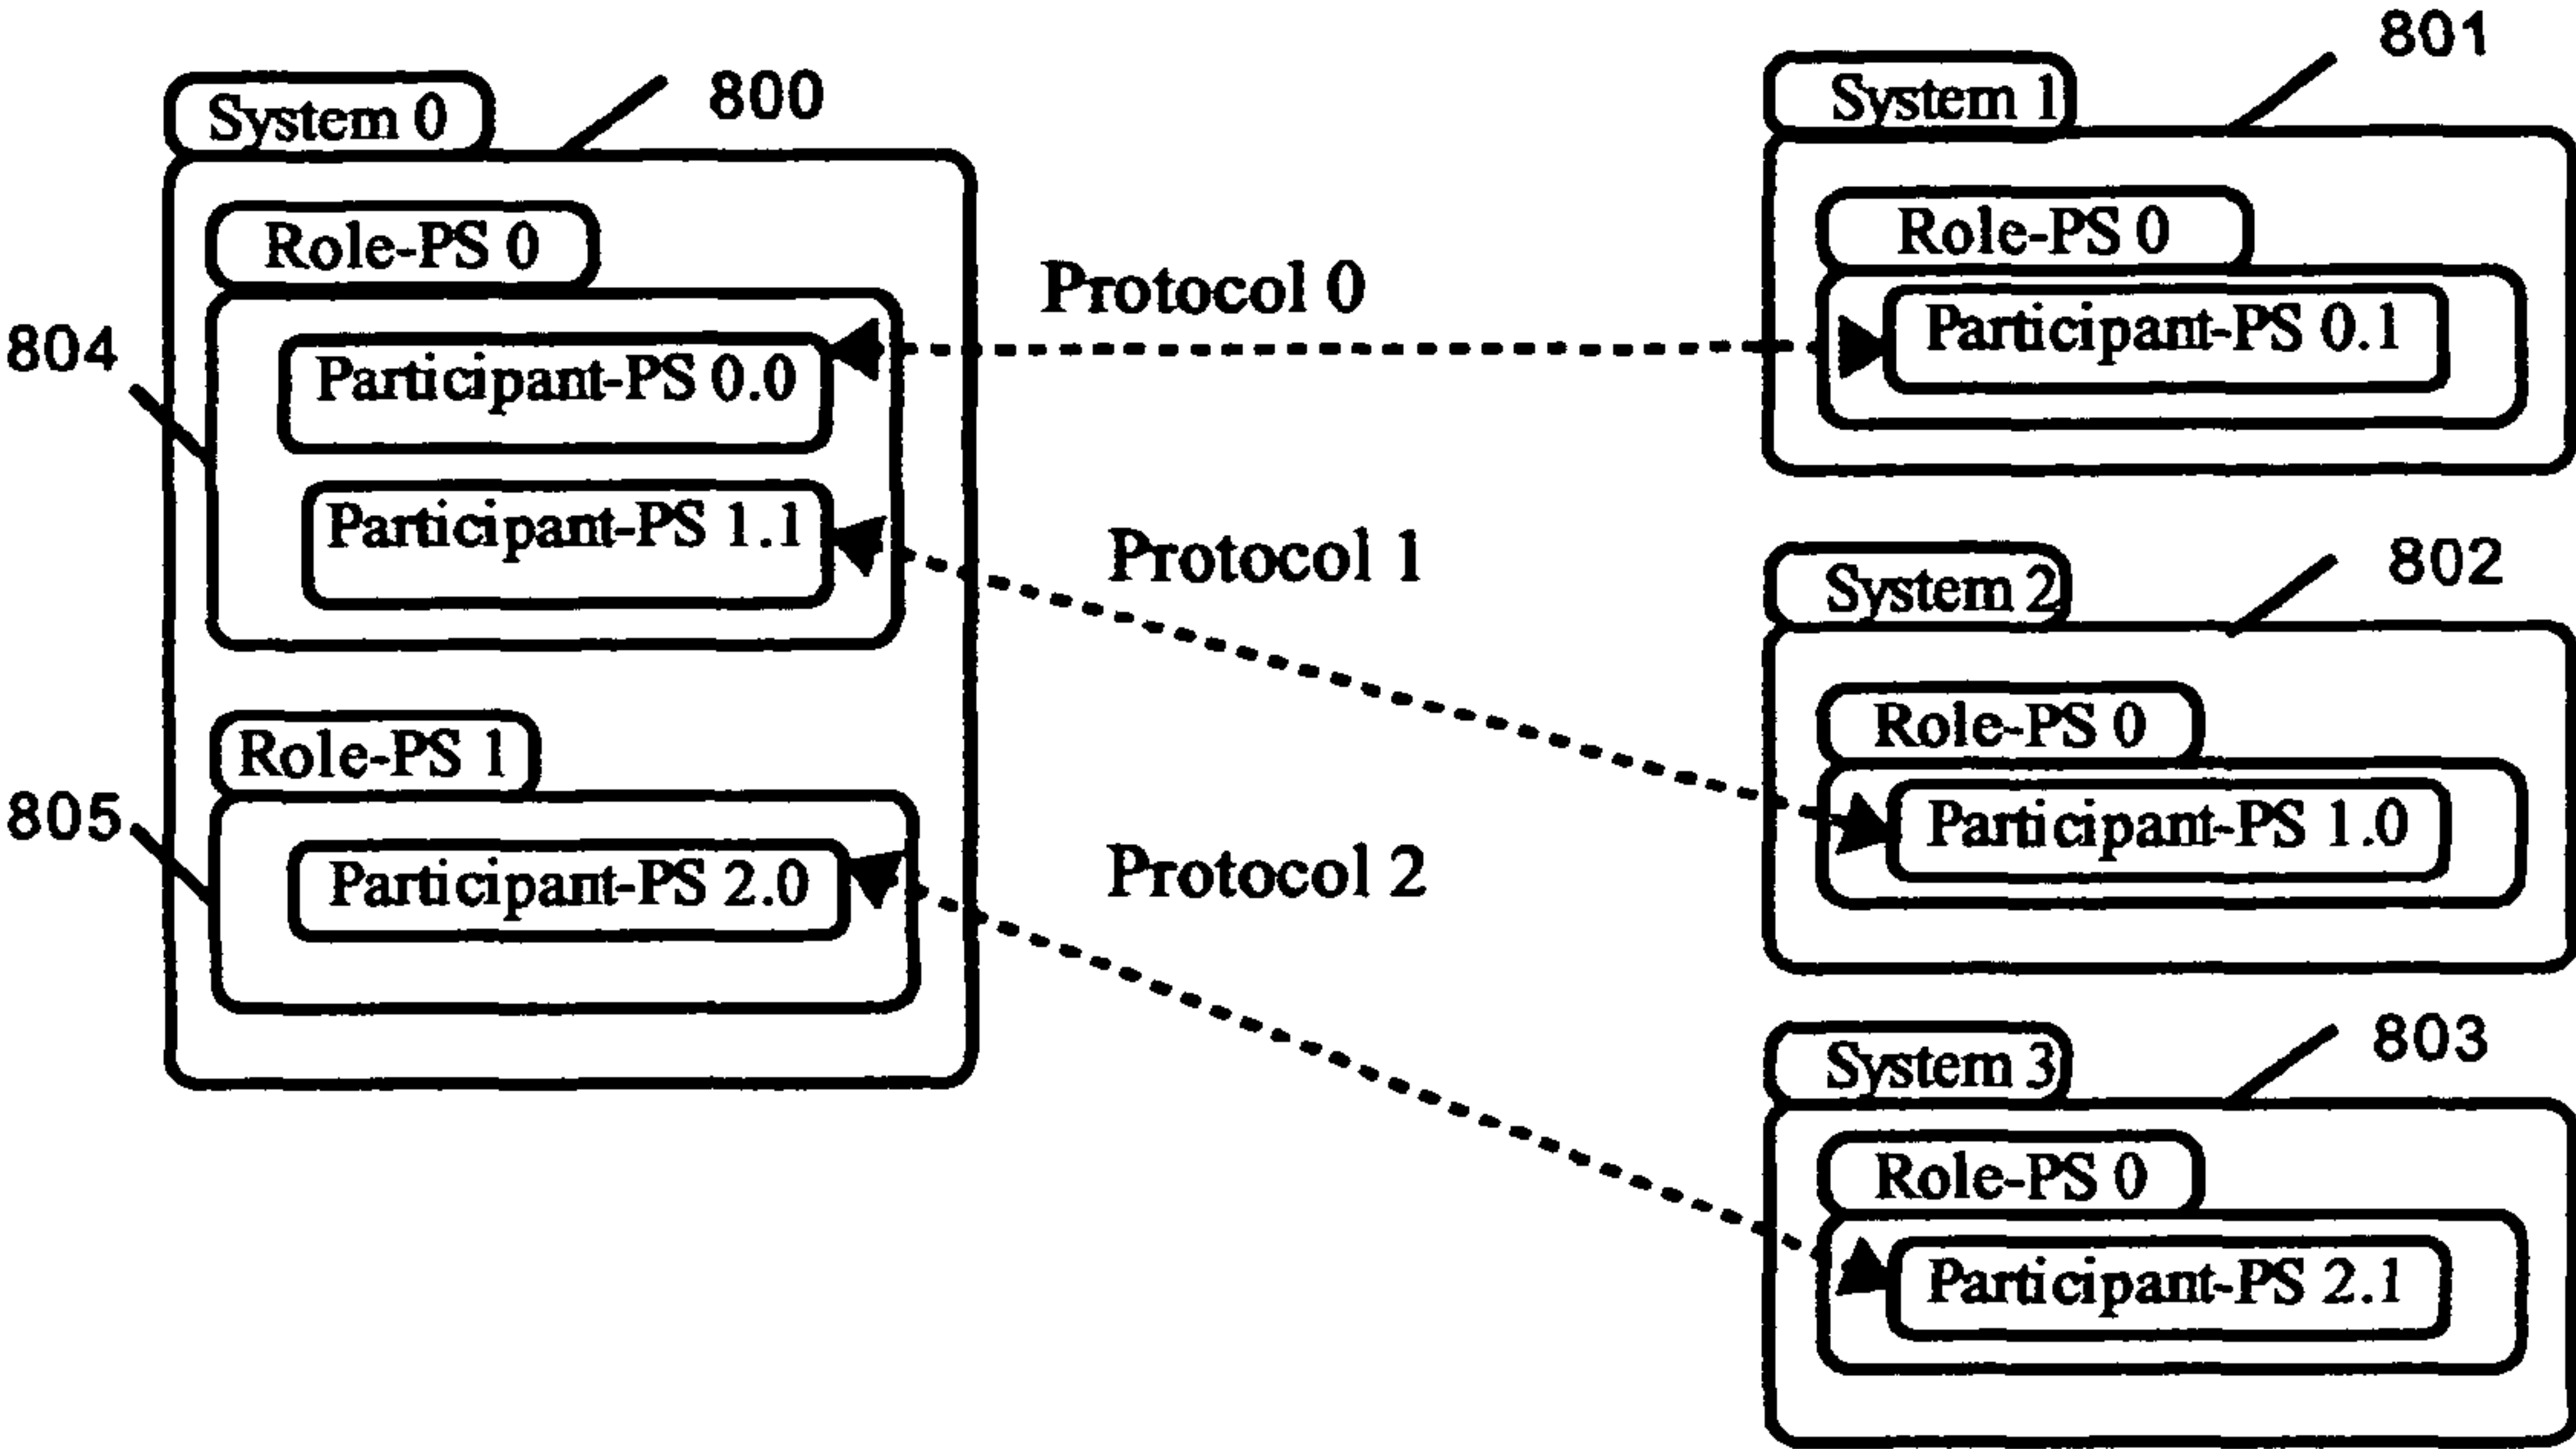 System 0
800
Role-PS 0
804
Participant-PS 0.0
Participant-PS 1.1
Role-PS 1
805
Participant-PS 2.0
Protocol 0
Protocol 1
Protocol 2
801
System 1
Role-PS 0
Participant-PS 0.1
802
System 2
Role-PS 0
Participant-PS 1.0
803
System 3
Role-PS 0
Participant-PS 2.1